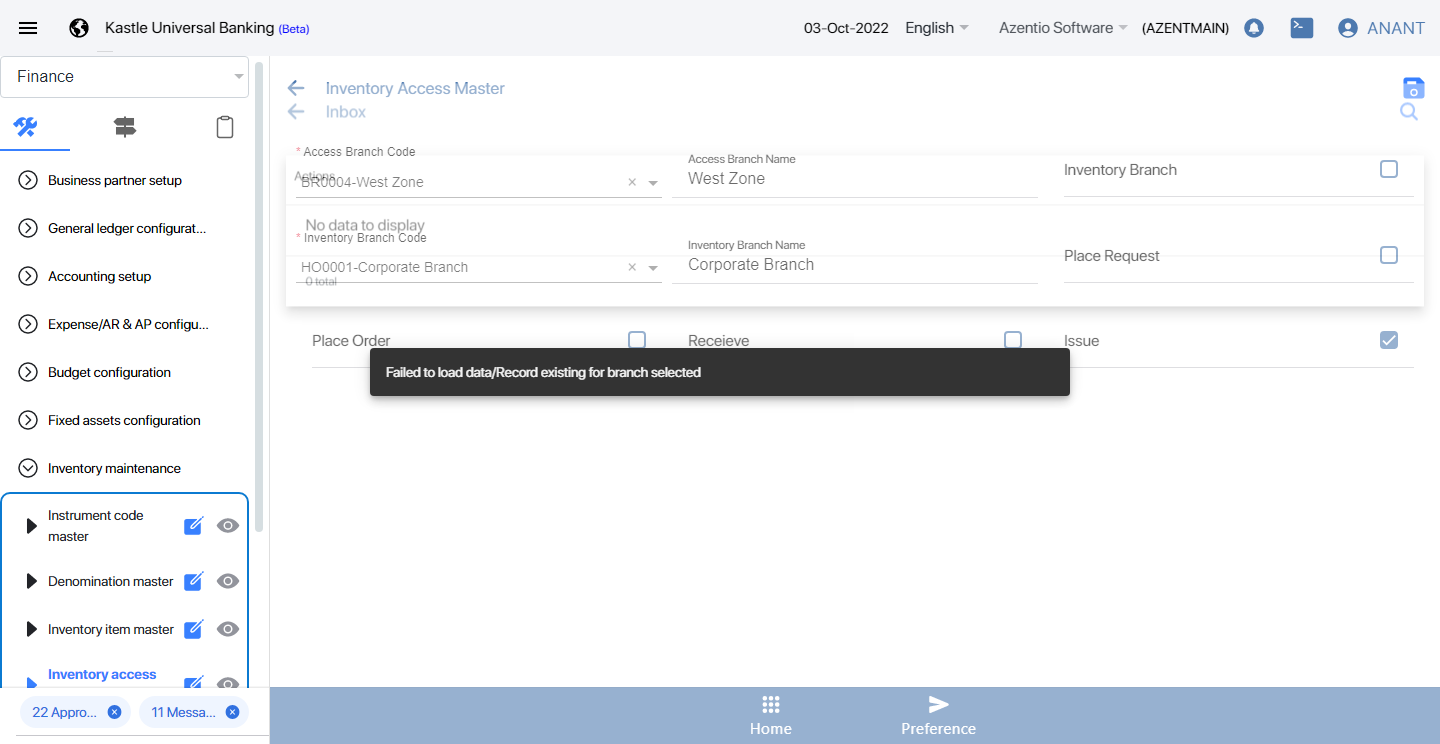 Kastle Universal Banking (Beta)
03-Oct-2022
English
Azentio Software
(AZENTMAIN)
ANANT
Finance
Business partner setup
General ledger configurat...
Accounting setup
Expense/AR & AP configu...
Budget configuration
Fixed assets configuration
Inventory maintenance
Instrument code
master
Denomination master
Inventory item master
Inventory access
22 Appro...
11 Messa...
Inventory Access Master
Inbox
* Access Branch Code
Actions
BR0004-West Zone
Access Branch Name
West Zone
Inventory Branch
No data to display
* Inventory Branch Code
HO0001-Corporate Branch
0 total
Inventory Branch Name
Corporate Branch
Place Request
Place Order
Receieve
Issue
Failed to load data/Record existing for branch selected
Home
Preference